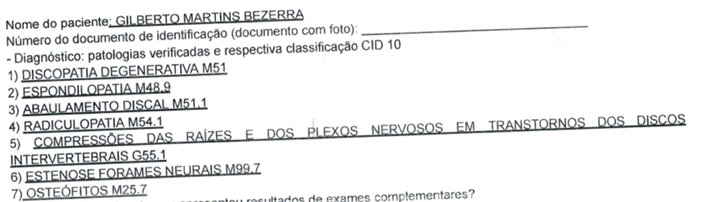 Nome do paciente: GILBERTO MARTINS BEZERRA
Número do documento de identificação (documento com foto):
- Diagnóstico: patologias verificadas e respectiva classificação CID 10
1) DISCOPATIA DEGENERATIVA M51
2) ESPONDILOPATIA M48.9
3) ABAULAMENTO DISCAL M51.1
4) RADICULOPATIA M54.1
5) COMPRESSÕES DAS RAÍZES E DOS PLEXOS NERVOSOS EM TRANSTORNOS DOS DISCOS
INTERVERTEBRAIS G55.1
6) ESTENOSE FORAMES NEURAIS M99.7
7) OSTEÓFITOS M25.7
resultados de exames complementares?